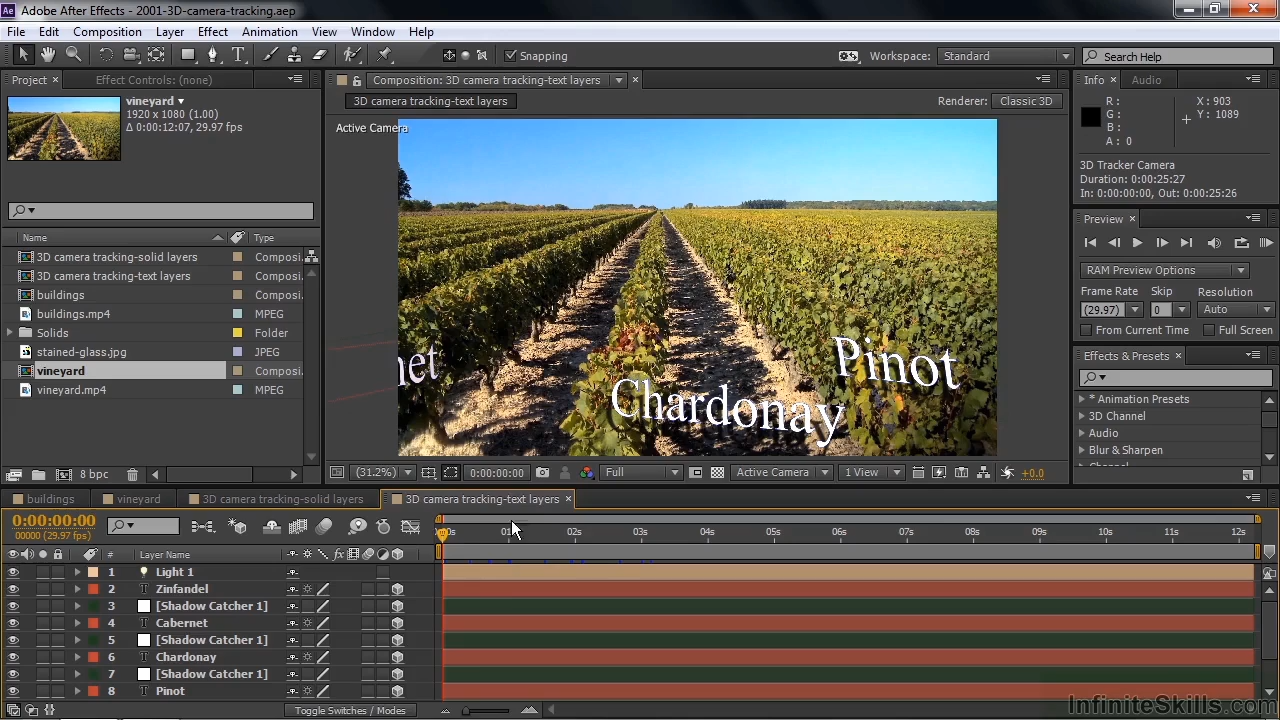 Ae Adobe After Effects - 2001-3D-camera-tracking.aep
File Edit Composition Layer Effect Animation View Window Help
Snapping
Workspace: Standard
Search Help
Project × Effect Controls: (none)
vineyard
1920 x 1080 (1.00)
Δ 0:00:12:07, 29.97 fps
Name Type
3D camera tracking-solid layers Composi
3D camera tracking-text layers Composi
buildings Composi
buildings.mp4 MPEG
Solids Folder
stained-glass.jpg JPEG
vineyard Composi
vineyard.mp4 MPEG
8 bpc
Composition: 3D camera tracking-text layers
3D camera tracking-text layers
Renderer: Classic 3D
Active Camera
net
Chardonay
Pinot
(31.2%) 0:00:00:00 Full Active Camera 1 View +0.0
Info × Audio
R :
G :
B :
A : 0
X : 903
Y : 1089
3D Tracker Camera
Duration: 0:00:25:27
In: 0:00:00:00, Out: 0:00:25:26
Preview ×
RAM Preview Options
Frame Rate Skip Resolution
(29.97) 0 Auto
From Current Time Full Screen
Effects & Presets ×
* Animation Presets
3D Channel
Audio
Blur & Sharpen
buildings vineyard 3D camera tracking-solid layers 3D camera tracking-text layers ×
0:00:00:00
00000 (29.97 fps)
02s 03s 04s 05s 06s 07s 08s 09s 10s 11s 12s
# Layer Name fx
1 Light 1
2 T Zinfandel
3 [Shadow Catcher 1]
4 T Cabernet
5 [Shadow Catcher 1]
6 T Chardonay
7 [Shadow Catcher 1]
8 T Pinot
Toggle Switches / Modes
InfiniteSkills.com